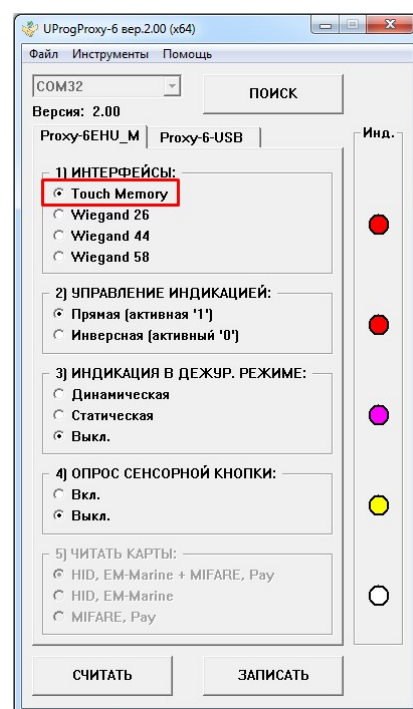 UProgProxy-6 вер.2.00 (x64)
Файл Инструменты Помощь
COM32
ПОИСК
Версия: 2.00
Proxy-6EHU_M Proxy-6-USB
Инд.
1) ИНТЕРФЕЙСЫ:
Touch Memory
Wiegand 26
Wiegand 44
Wiegand 58
2) УПРАВЛЕНИЕ ИНДИКАЦИЕЙ:
Прямая (активная '1')
Инверсная (активный '0')
3) ИНДИКАЦИЯ В ДЕЖУР. РЕЖИМЕ:
Динамическая
Статическая
Выкл.
4) ОПРОС СЕНСОРНОЙ КНОПКИ:
Вкл.
Выкл.
5) ЧИТАТЬ КАРТЫ:
HID, EM-Marine + MIFARE, Pay
HID, EM-Marine
MIFARE, Pay
СЧИТАТЬ ЗАПИСАТЬ